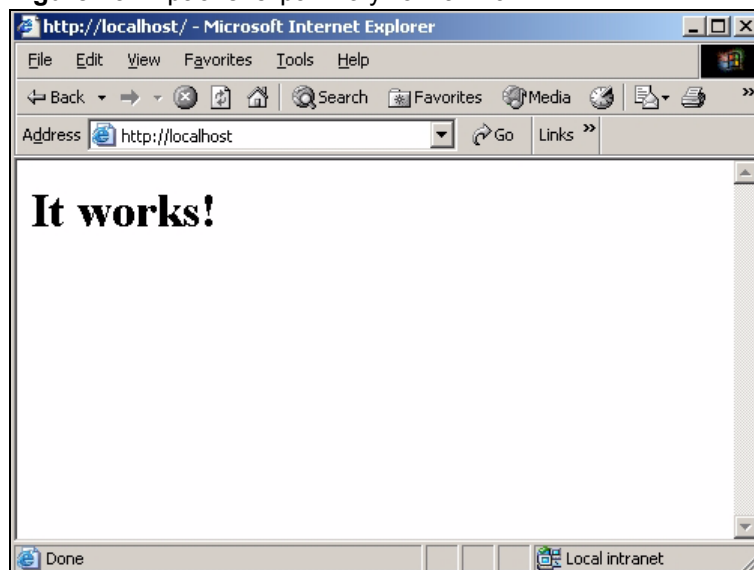 http://localhost/ - Microsoft Internet Explorer
File Edit View Favorites Tools Help
Back Search Favorites Media »
Address http://localhost Go Links »
It works!
Done Local intranet